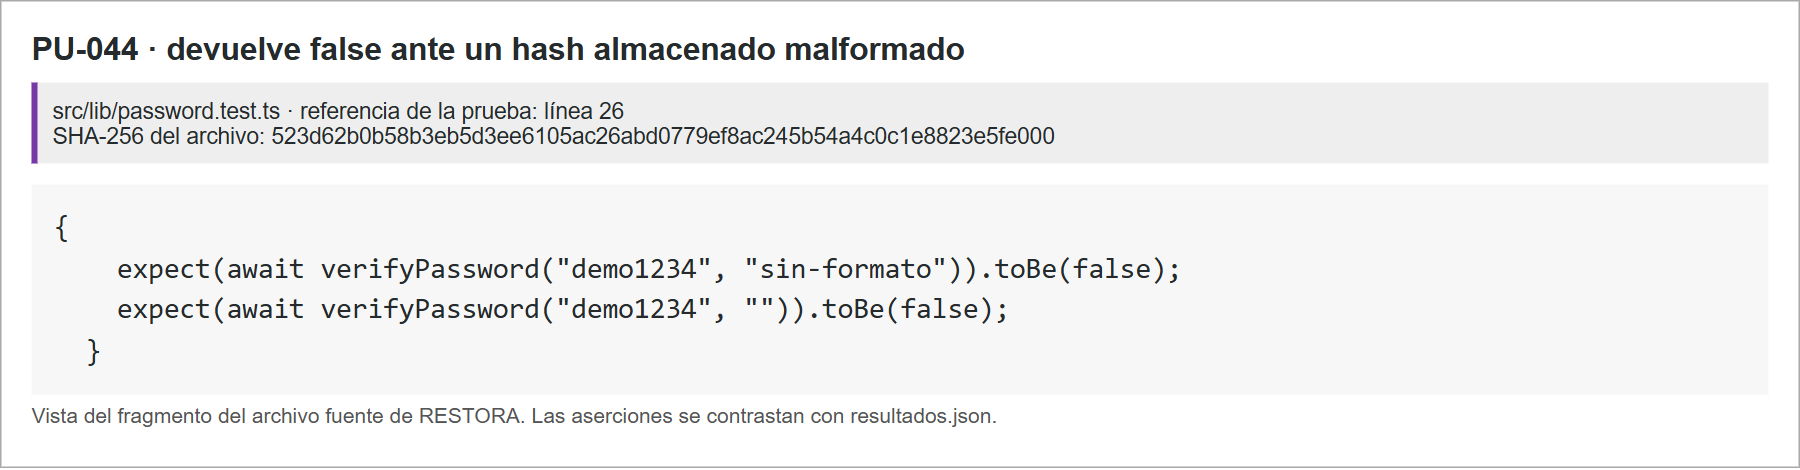 PU-044 · devuelve false ante un hash almacenado malformado
src/lib/password.test.ts · referencia de la prueba: línea 26
SHA-256 del archivo: 523d62b0b58b3eb5d3ee6105ac26abd0779ef8ac245b54a4c0c1e8823e5fe000
{
    expect(await verifyPassword("demo1234", "sin-formato")).toBe(false);
    expect(await verifyPassword("demo1234", "")).toBe(false);
  }
Vista del fragmento del archivo fuente de RESTORA. Las aserciones se contrastan con resultados.json.